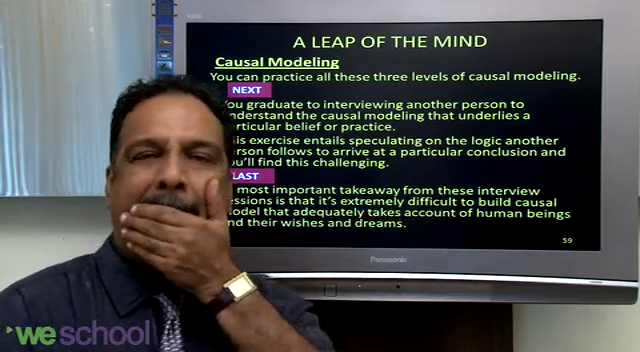 A LEAP OF THE MIND
Causal Modeling
You can practice all these three levels of causal modeling.
NEXT
You graduate to interviewing another person to
understand the causal modeling that underlies a
particular belief or practice.
is exercise entails speculating on the logic another
erson follows to arrive at a particular conclusion and
ou'll find this challenging.
LAST
most important takeaway from these interview
essions is that it's extremely difficult to build causal
odel that adequately takes account of human beings
nd their wishes and dreams.
59
Panasonic
we school